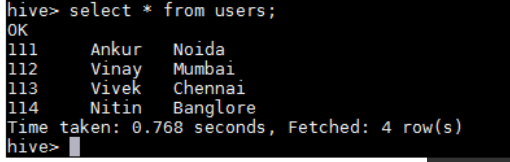 hive> select * from users;
OK
111 Ankur Noida
112 Vinay Mumbai
113 Vivek Chennai
114 Nitin Banglore
Time taken: 0.768 seconds, Fetched: 4 row(s)
hive>